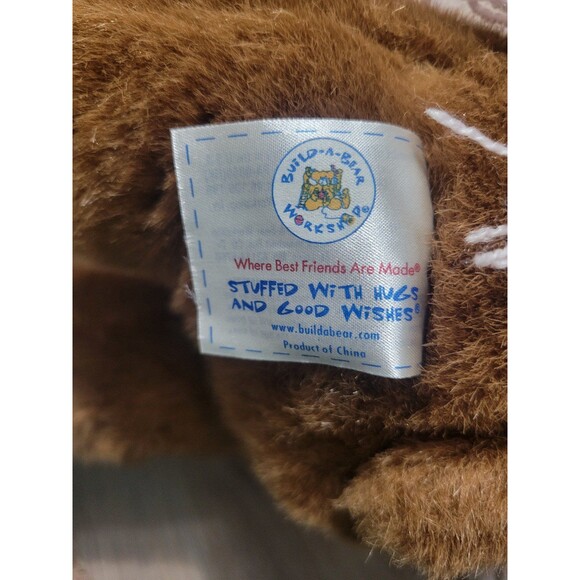 BUILD-A-BEAR
WORKSHOP®
Where Best Friends Are Made®
STUFFED WITH HUGS
AND GOOD WISHES®
www.buildabear.com
Product of China